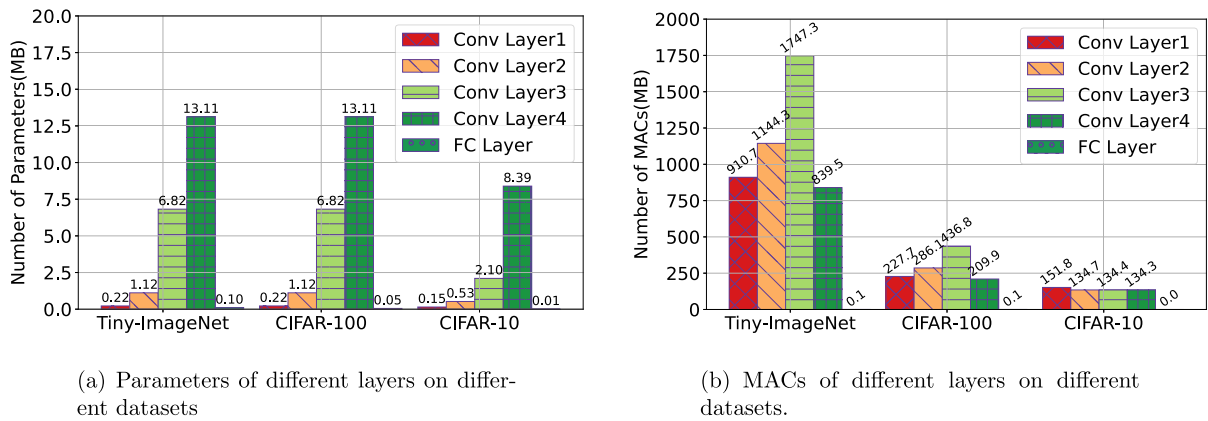 20.0
17.5
15.0
12.5
10.0
7.5
5.0
2.5
0.0
Number of Parameters(MB)
Conv Layer1
Conv Layer2
Conv Layer3
Conv Layer4
FC Layer
0.22
1.12
6.82
13.11
0.10
0.22
1.12
6.82
13.11
0.05
0.15
0.53
2.10
8.39
0.01
Tiny-ImageNet
CIFAR-100
CIFAR-10
(a) Parameters of different layers on differ-
ent datasets
2000
1750
1500
1250
1000
750
500
250
0
Number of MACs(MB)
Conv Layer1
Conv Layer2
Conv Layer3
Conv Layer4
FC Layer
910.7
1144.3
1747.3
839.5
0.1
227.7
286.1
436.8
209.9
0.1
151.8
134.7
134.4
134.3
0.0
Tiny-ImageNet
CIFAR-100
CIFAR-10
(b) MACs of different layers on different
datasets.